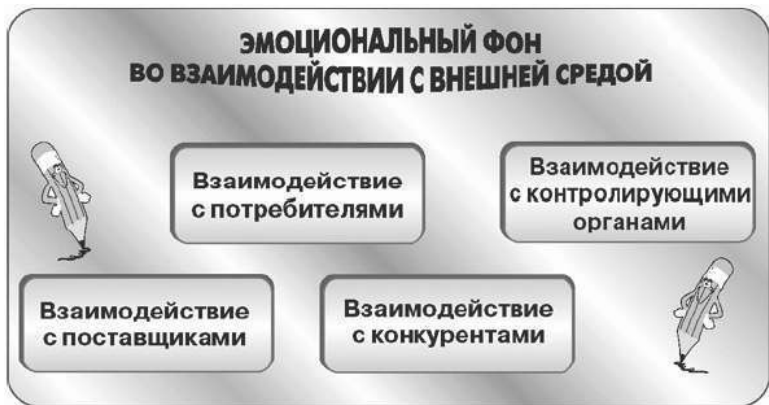 ЭМОЦИОНАЛЬНЫЙ ФОН
ВО ВЗАИМОДЕЙСТВИИ С ВНЕШНЕЙ СРЕДОЙ
Взаимодействие
с потребителями
Взаимодействие
с контролирующими
органами
Взаимодействие
с поставщиками
Взаимодействие
с конкурентами